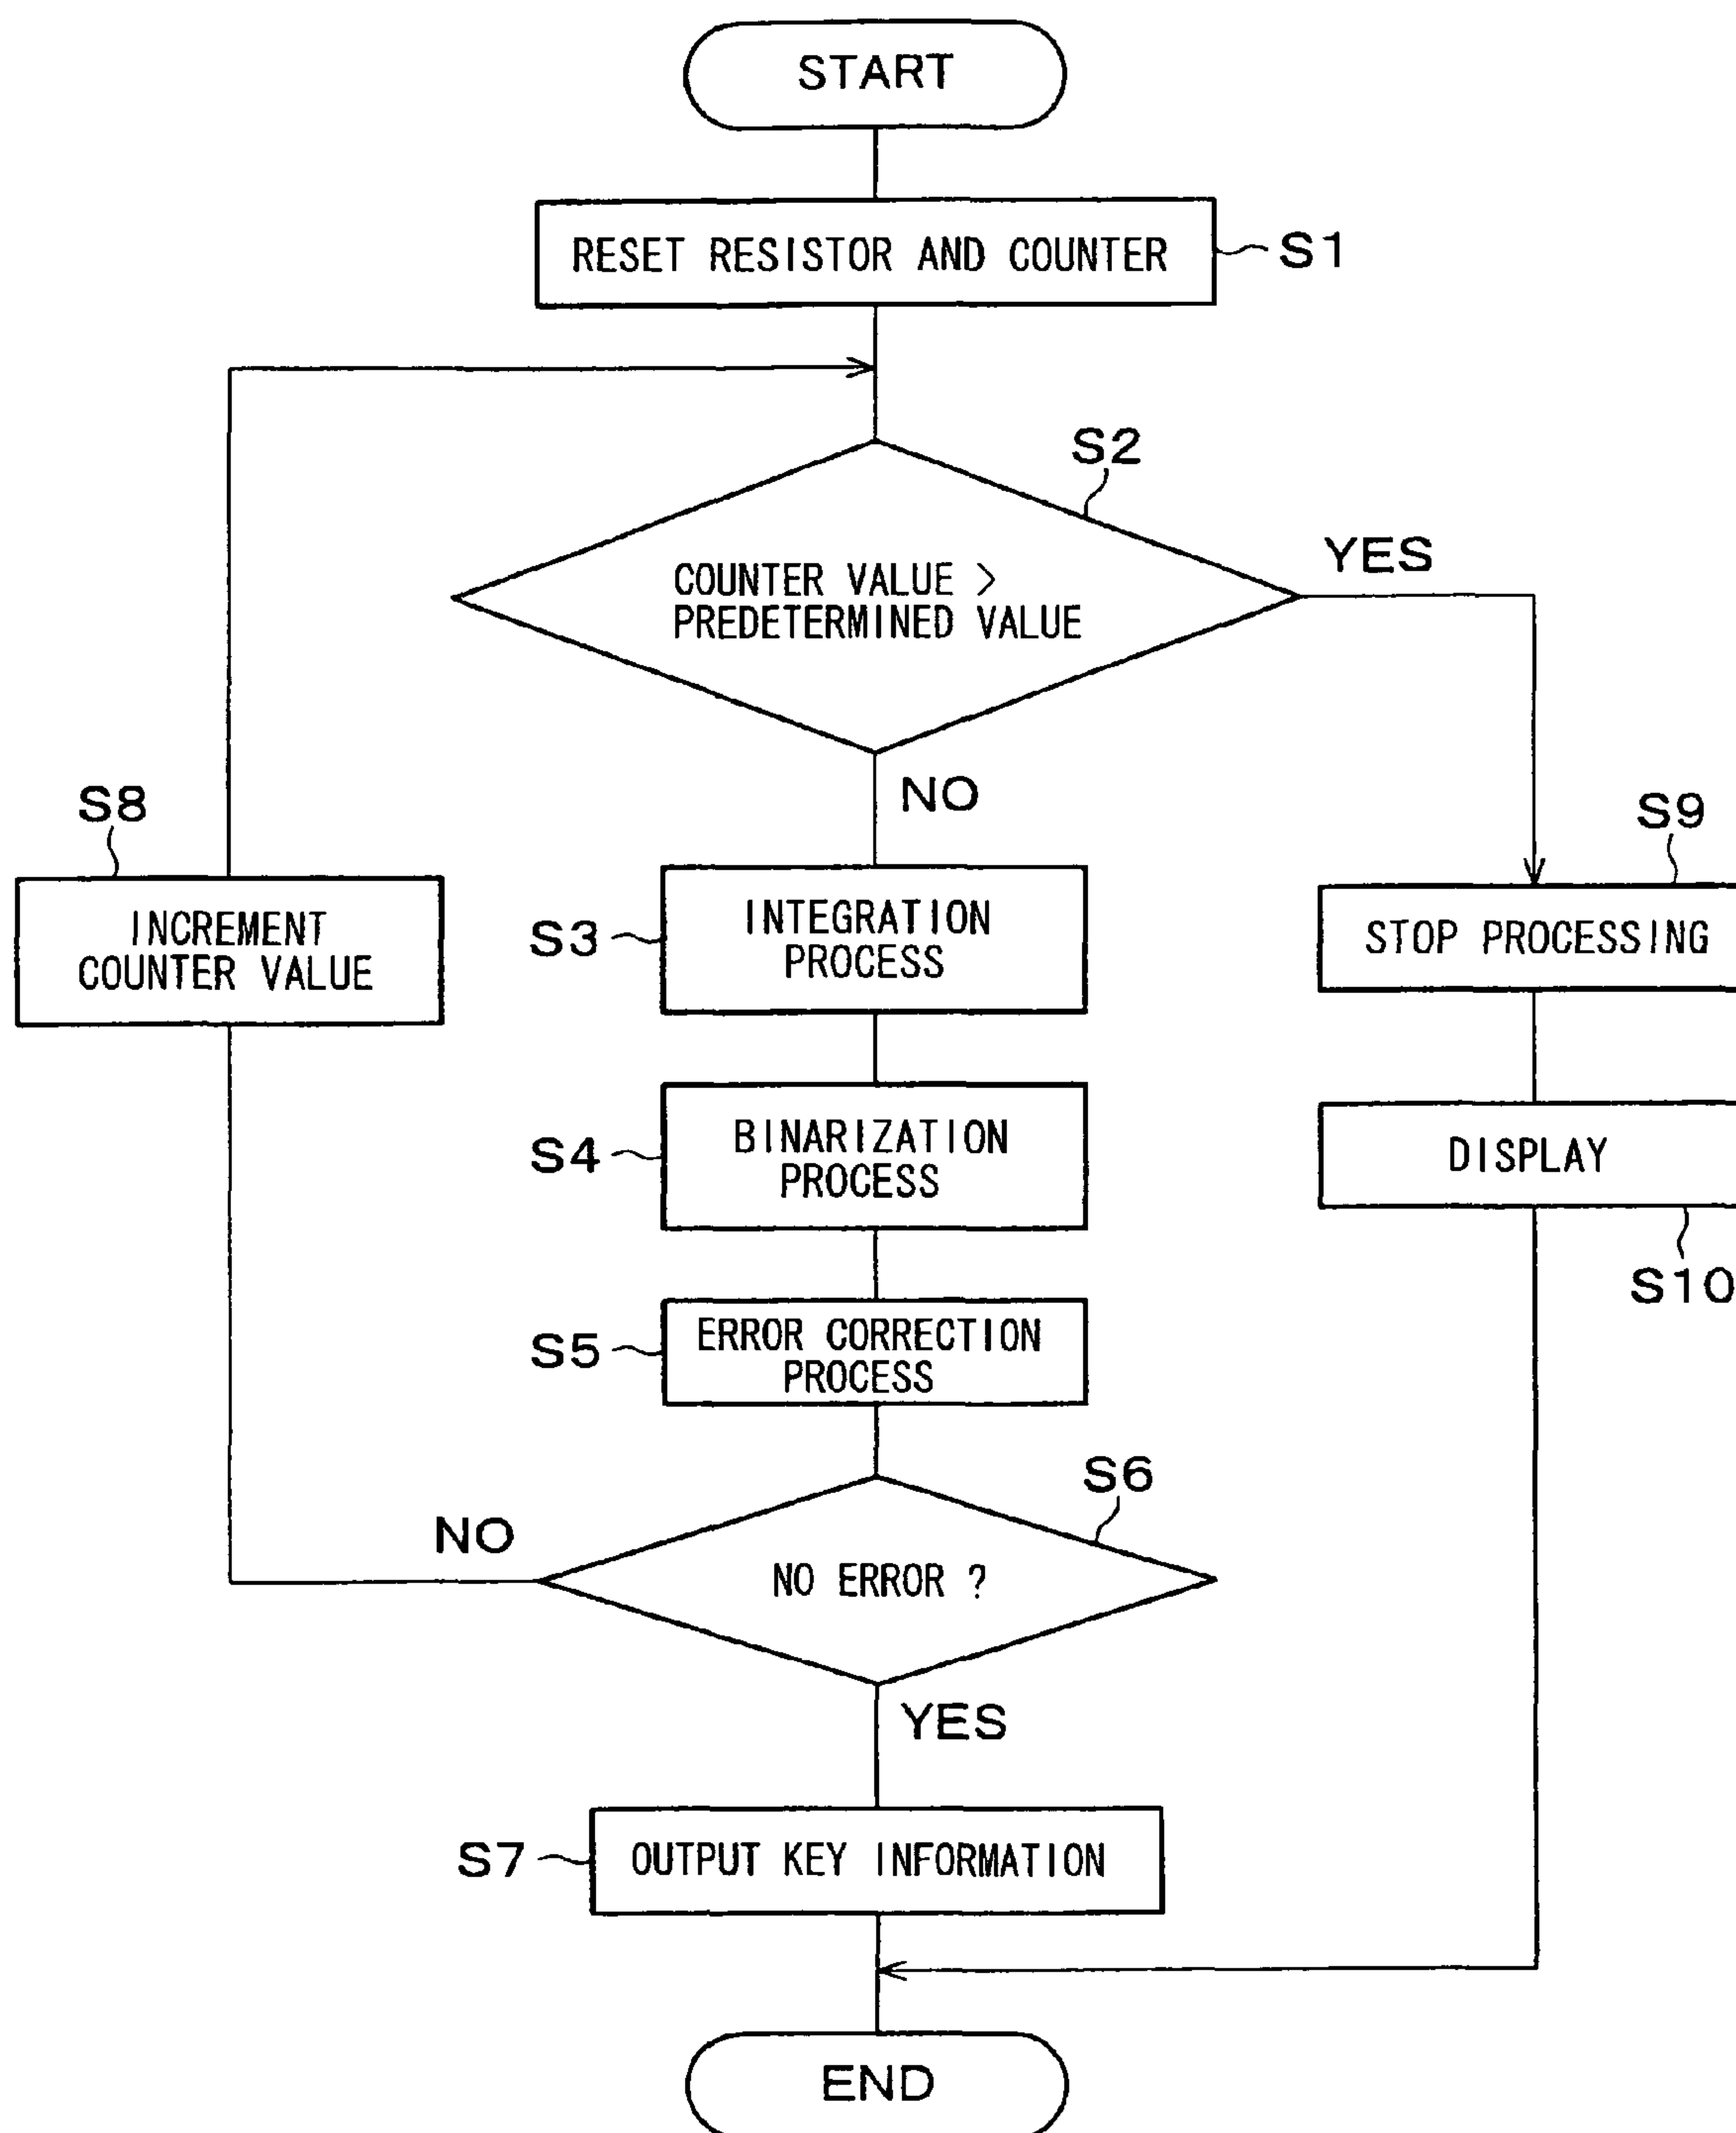 START
RESET RESISTOR AND COUNTER
S1
S2
COUNTER VALUE >
PREDETERMINED VALUE
YES
NO
S8
INCREMENT
COUNTER VALUE
S3
INTEGRATION
PROCESS
S9
STOP PROCESSING
S4
BINARIZATION
PROCESS
DISPLAY
S10
S5
ERROR CORRECTION
PROCESS
S6
NO
NO ERROR ?
YES
S7
OUTPUT KEY INFORMATION
END